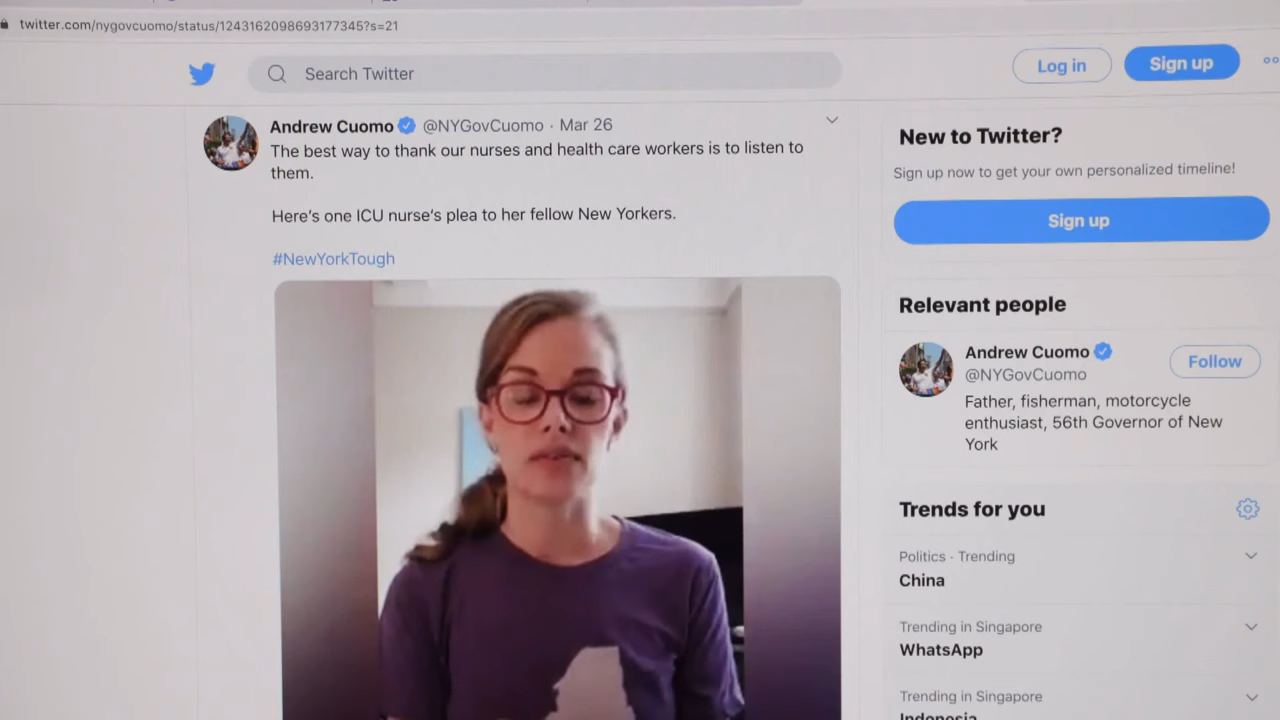 twitter.com/nygovcuomo/status/1243162098693177345?s=21
Search Twitter
Log in
Sign up
Andrew Cuomo @NYGovCuomo · Mar 26
The best way to thank our nurses and health care workers is to listen to
them.
Here's one ICU nurse's plea to her fellow New Yorkers.
#NewYorkTough
New to Twitter?
Sign up now to get your own personalized timeline!
Sign up
Relevant people
Andrew Cuomo
@NYGovCuomo
Follow
Father, fisherman, motorcycle
enthusiast, 56th Governor of New
York
Trends for you
Politics · Trending
China
Trending in Singapore
WhatsApp
Trending in Singapore
Indonesia